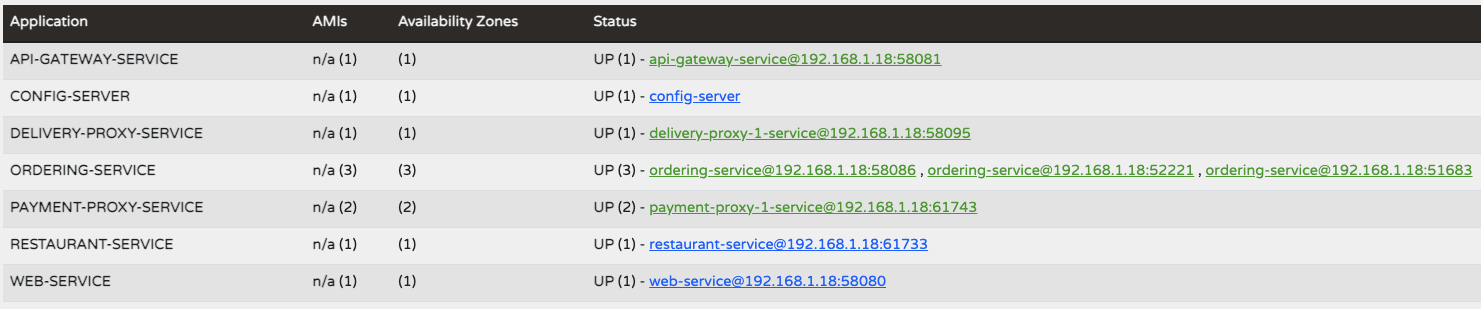 Application AMIs Availability Zones Status
API-GATEWAY-SERVICE n/a (1) (1) UP (1) - api-gateway-service@192.168.1.18:58081
CONFIG-SERVER n/a (1) (1) UP (1) - config-server
DELIVERY-PROXY-SERVICE n/a (1) (1) UP (1) - delivery-proxy-1-service@192.168.1.18:58095
ORDERING-SERVICE n/a (3) (3) UP (3) - ordering-service@192.168.1.18:58086 , ordering-service@192.168.1.18:52221 , ordering-service@192.168.1.18:51683
PAYMENT-PROXY-SERVICE n/a (2) (2) UP (2) - payment-proxy-1-service@192.168.1.18:61743
RESTAURANT-SERVICE n/a (1) (1) UP (1) - restaurant-service@192.168.1.18:61733
WEB-SERVICE n/a (1) (1) UP (1) - web-service@192.168.1.18:58080